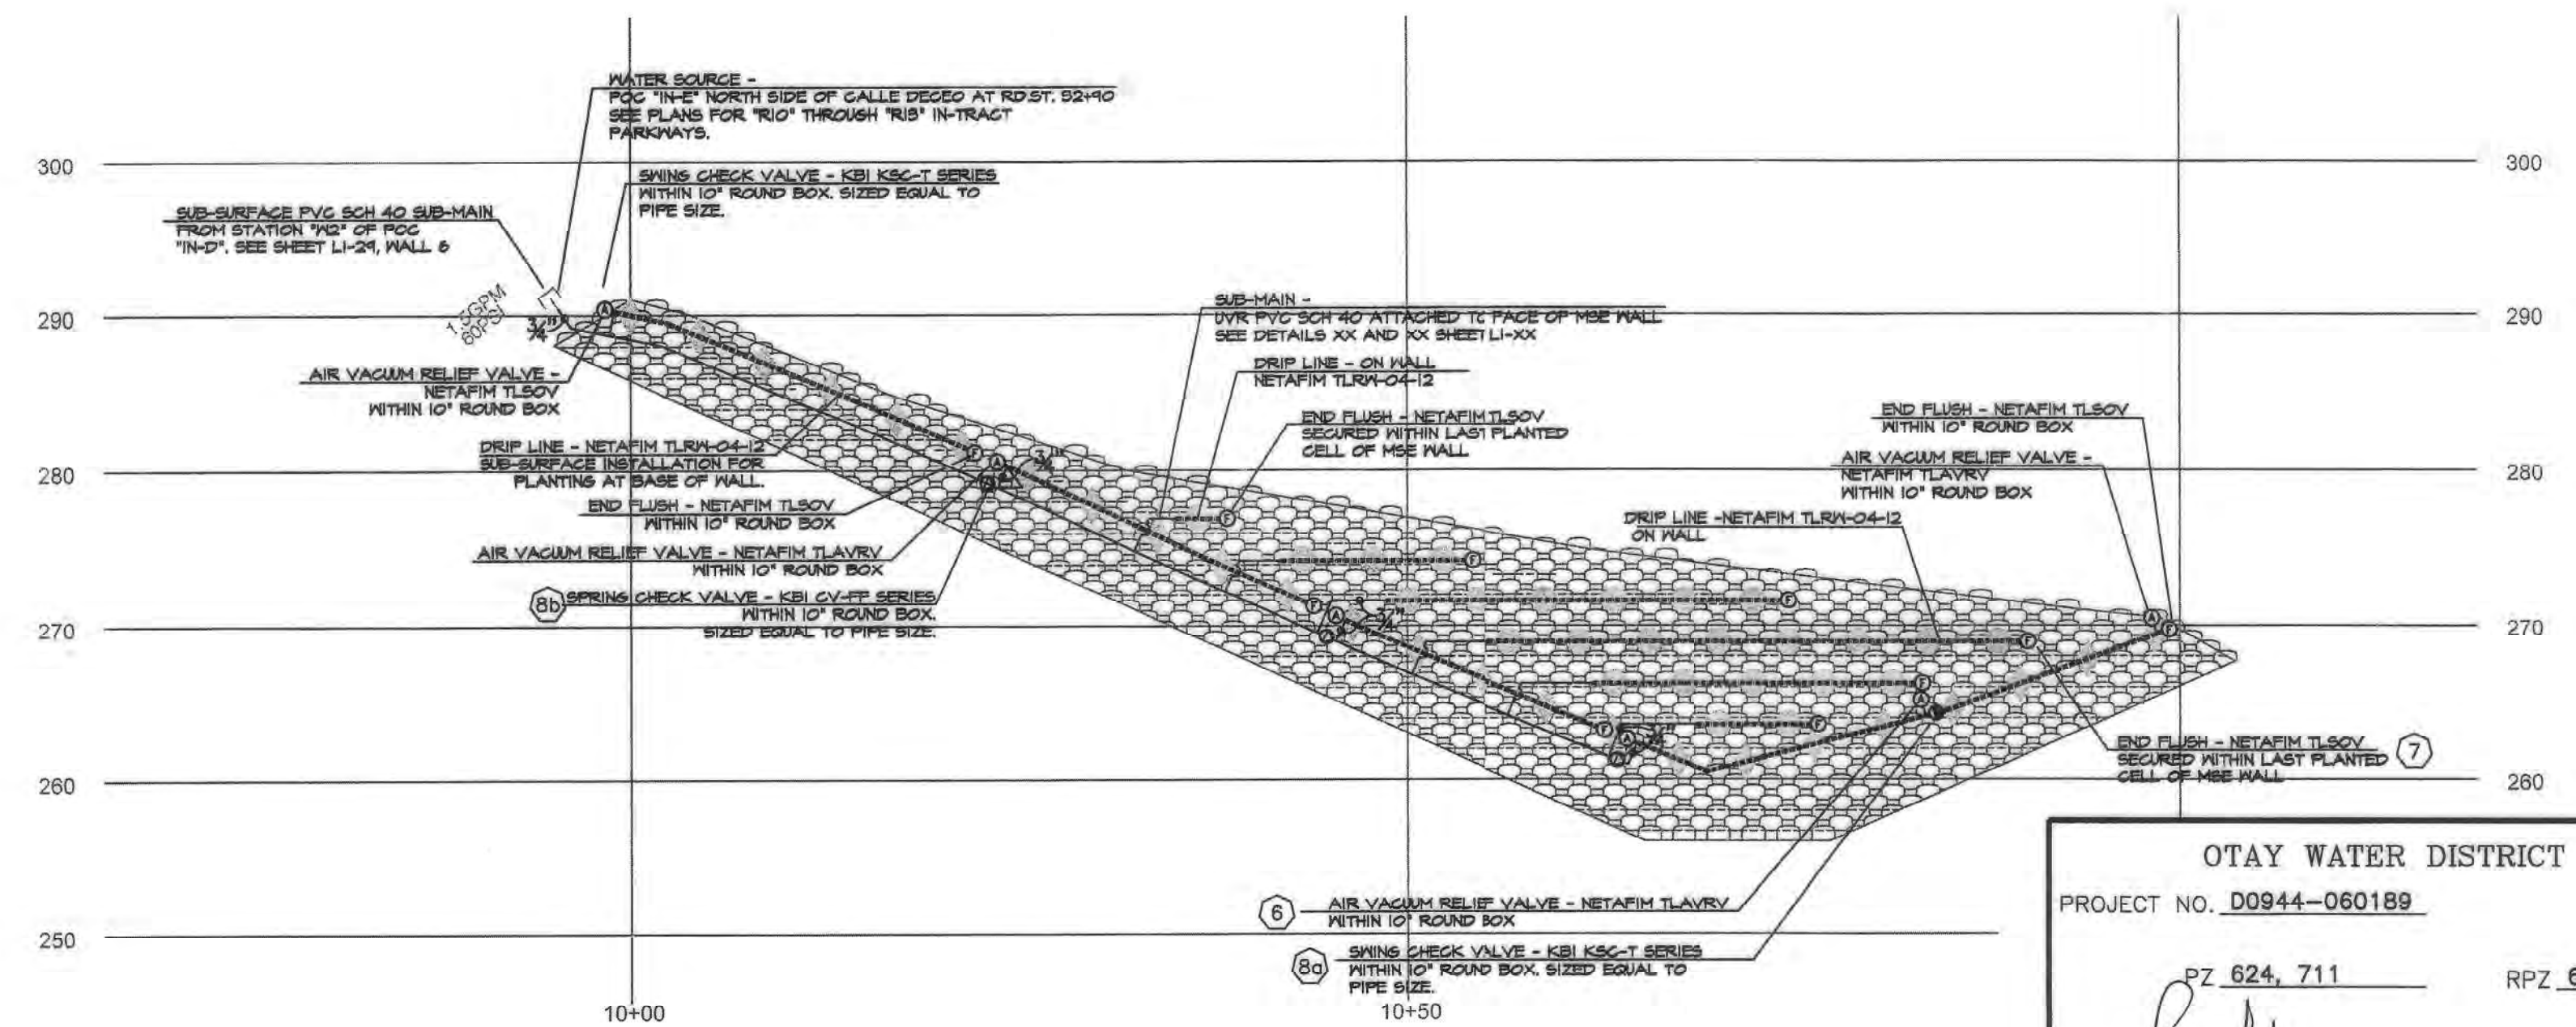 WATER SOURCE -
POC "IN-E" NORTH SIDE OF CALLE DECEO AT RD.ST. 52+90
SEE PLANS FOR "R10" THROUGH "R13" IN-TRACT
PARKWAYS.
300
300
SWING CHECK VALVE - KBI KSC-T SERIES
WITHIN 10" ROUND BOX. SIZED EQUAL TO
PIPE SIZE.
SUB-SURFACE PVC SCH 40 SUB-MAIN
FROM STATION "W2" OF POC
"IN-D". SEE SHEET LI-29, WALL 6
1.5GPM
60PSI
3/4"
290
290
SUB-MAIN -
UVR PVC SCH 40 ATTACHED TO FACE OF MSE WALL
SEE DETAILS XX AND XX SHEET LI-XX
AIR VACUUM RELIEF VALVE -
NETAFIM TLSOV
WITHIN 10" ROUND BOX
DRIP LINE - ON WALL
NETAFIM TLRW-04-12
END FLUSH - NETAFIM TLSOV
SECURED WITHIN LAST PLANTED
CELL OF MSE WALL
END FLUSH - NETAFIM TLSOV
WITHIN 10" ROUND BOX
DRIP LINE - NETAFIM TLRW-04-12
SUB-SURFACE INSTALLATION FOR
PLANTING AT BASE OF WALL.
3/4"
AIR VACUUM RELIEF VALVE -
NETAFIM TLAVRV
WITHIN 10" ROUND BOX
280
280
END FLUSH - NETAFIM TLSOV
WITHIN 10" ROUND BOX
DRIP LINE -NETAFIM TLRW-04-12
ON WALL
AIR VACUUM RELIEF VALVE - NETAFIM TLAVRV
WITHIN 10" ROUND BOX
8b
SPRING CHECK VALVE - KBI CV-FF SERIES
WITHIN 10" ROUND BOX.
SIZED EQUAL TO PIPE SIZE.
3/4"
270
270
3/4"
END FLUSH - NETAFIM TLSOV
SECURED WITHIN LAST PLANTED
CELL OF MSE WALL
7
260
260
6
AIR VACUUM RELIEF VALVE - NETAFIM TLAVRV
WITHIN 10" ROUND BOX
250
8a
SWING CHECK VALVE - KBI KSC-T SERIES
WITHIN 10" ROUND BOX. SIZED EQUAL TO
PIPE SIZE.
10+00
10+50
OTAY WATER DISTRICT
PROJECT NO. D0944-060189
PZ 624, 711
RPZ